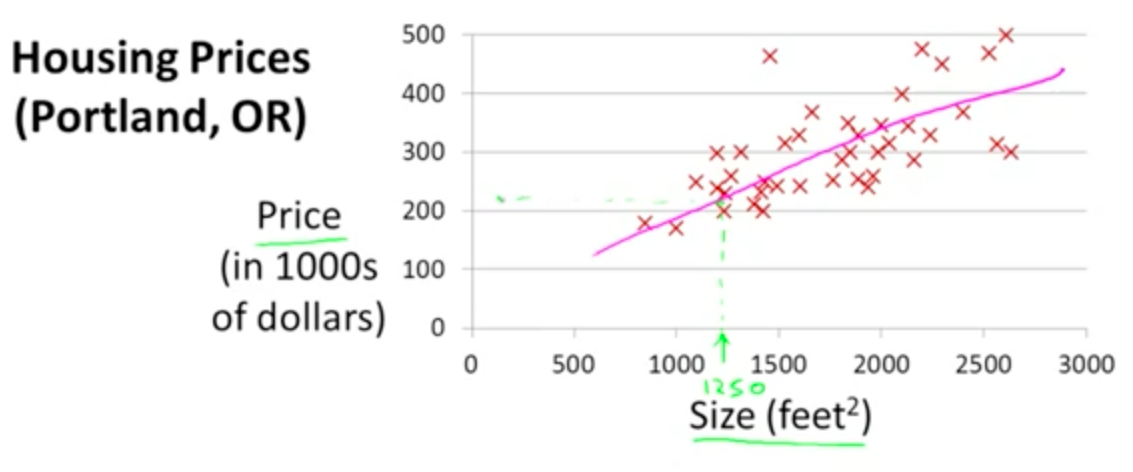 Housing Prices
(Portland, OR)
Price
(in 1000s
of dollars)
500
400
300
200
100
0
0 500 1000 1500 2000 2500 3000
1250
Size (feet²)